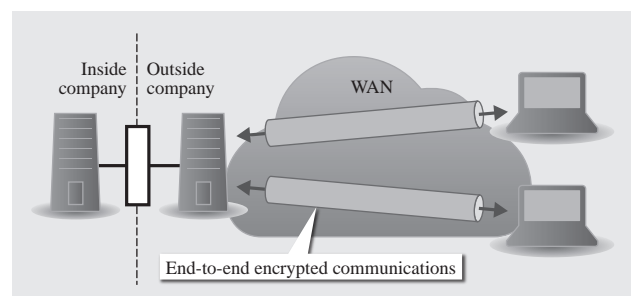 Inside
company
Outside
company
WAN
End-to-end encrypted communications